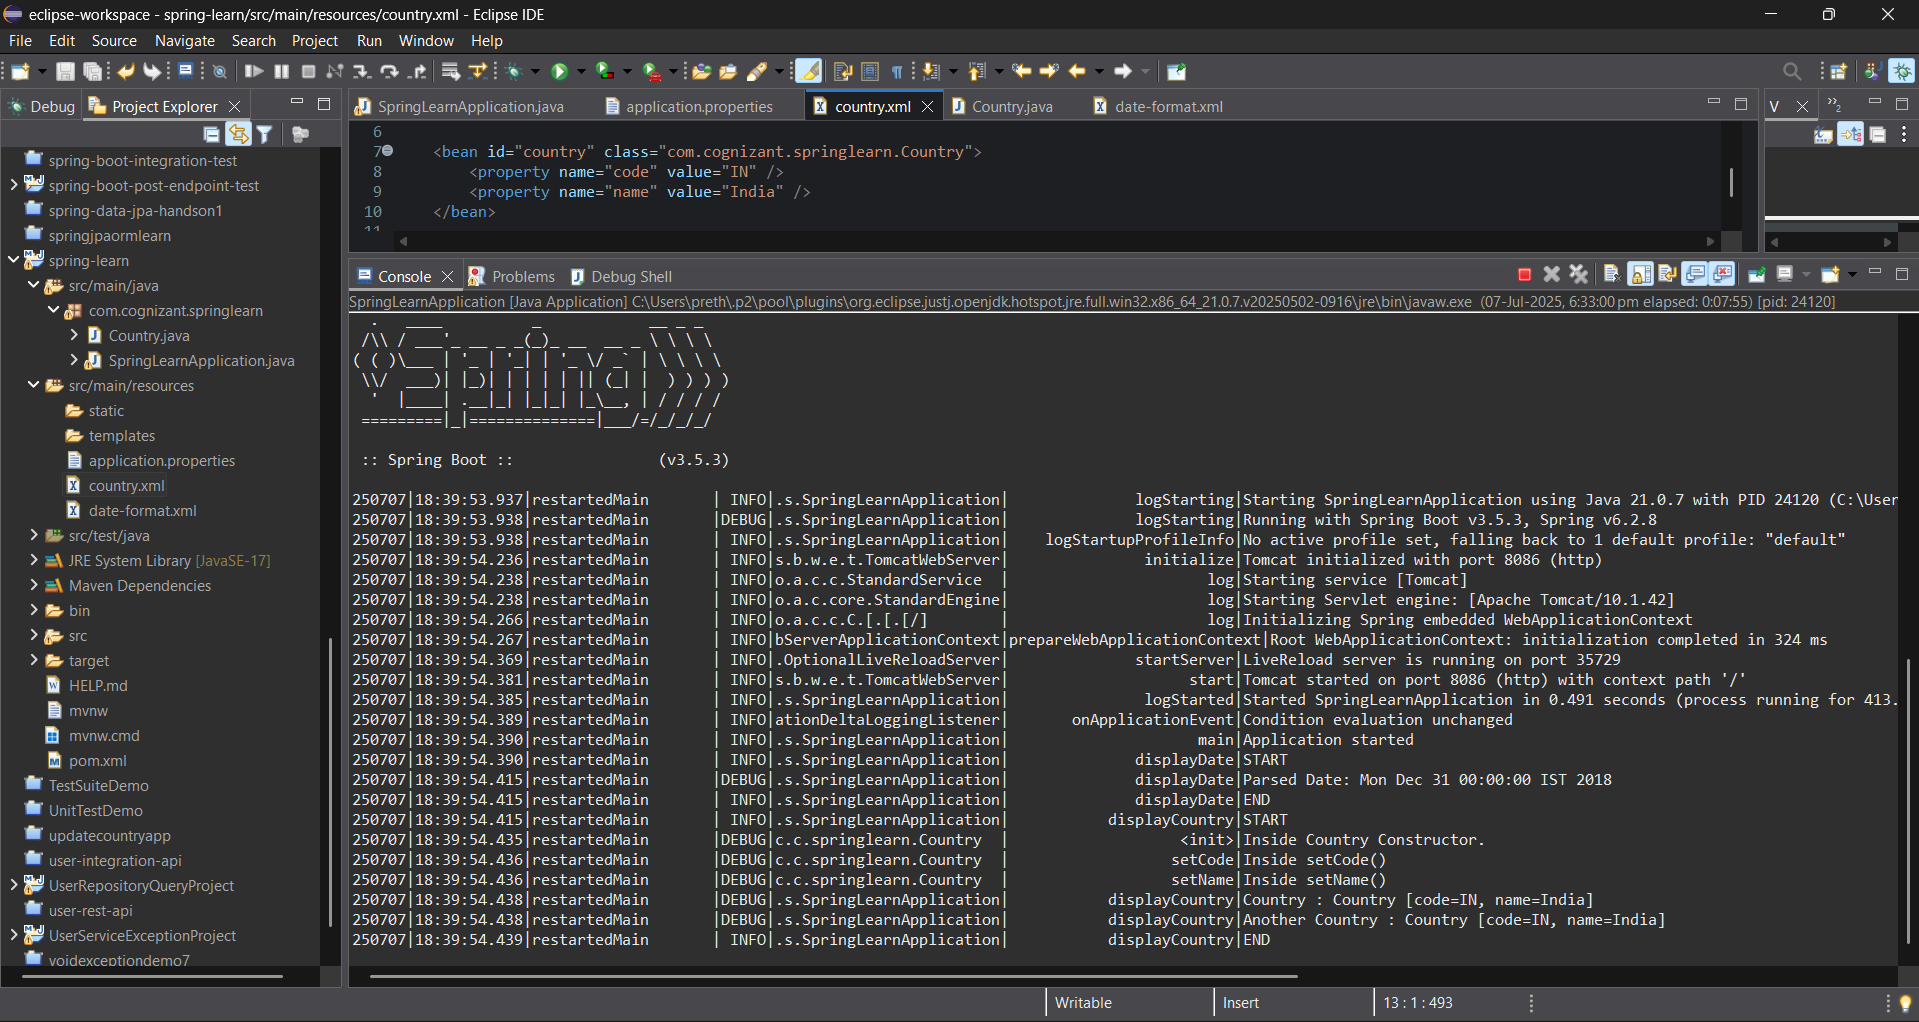 eclipse-workspace - spring-learn/src/main/resources/country.xml - Eclipse IDE
File Edit Source Navigate Search Project Run Window Help
Debug Project Explorer
spring-boot-integration-test
spring-boot-post-endpoint-test
spring-data-jpa-handson1
springjpaormlearn
spring-learn
src/main/java
com.cognizant.springlearn
Country.java
SpringLearnApplication.java
src/main/resources
static
templates
application.properties
country.xml
date-format.xml
src/test/java
JRE System Library [JavaSE-17]
Maven Dependencies
bin
src
target
HELP.md
mvnw
mvnw.cmd
pom.xml
TestSuiteDemo
UnitTestDemo
updatecountryapp
user-integration-api
UserRepositoryQueryProject
user-rest-api
UserServiceExceptionProject
voidexceptiondemo7
SpringLearnApplication.java application.properties country.xml Country.java date-format.xml
V
2
6
7 <bean id="country" class="com.cognizant.springlearn.Country">
8 <property name="code" value="IN" />
9 <property name="name" value="India" />
10 </bean>
11
Console Problems Debug Shell
SpringLearnApplication [Java Application] C:\Users\preth\.p2\pool\plugins\org.eclipse.justj.openjdk.hotspot.jre.full.win32.x86_64_21.0.7.v20250502-0916\jre\bin\javaw.exe (07-Jul-2025, 6:33:00 pm elapsed: 0:07:55) [pid: 24120]
Spring
:: Spring Boot :: (v3.5.3)
250707|18:39:53.937|restartedMain | INFO|.s.SpringLearnApplication| logStarting|Starting SpringLearnApplication using Java 21.0.7 with PID 24120 (C:\User
250707|18:39:53.938|restartedMain |DEBUG|.s.SpringLearnApplication| logStarting|Running with Spring Boot v3.5.3, Spring v6.2.8
250707|18:39:53.938|restartedMain | INFO|.s.SpringLearnApplication| logStartupProfileInfo|No active profile set, falling back to 1 default profile: "default"
250707|18:39:54.236|restartedMain | INFO|s.b.w.e.t.TomcatWebServer| initialize|Tomcat initialized with port 8086 (http)
250707|18:39:54.238|restartedMain | INFO|o.a.c.c.StandardService | log|Starting service [Tomcat]
250707|18:39:54.238|restartedMain | INFO|o.a.c.core.StandardEngine| log|Starting Servlet engine: [Apache Tomcat/10.1.42]
250707|18:39:54.266|restartedMain | INFO|o.a.c.c.C.[.[.[/] | log|Initializing Spring embedded WebApplicationContext
250707|18:39:54.267|restartedMain | INFO|bServerApplicationContext|prepareWebApplicationContext|Root WebApplicationContext: initialization completed in 324 ms
250707|18:39:54.369|restartedMain | INFO|.OptionalLiveReloadServer| startServer|LiveReload server is running on port 35729
250707|18:39:54.381|restartedMain | INFO|s.b.w.e.t.TomcatWebServer| start|Tomcat started on port 8086 (http) with context path '/'
250707|18:39:54.385|restartedMain | INFO|.s.SpringLearnApplication| logStarted|Started SpringLearnApplication in 0.491 seconds (process running for 413.
250707|18:39:54.389|restartedMain | INFO|ationDeltaLoggingListener| onApplicationEvent|Condition evaluation unchanged
250707|18:39:54.390|restartedMain | INFO|.s.SpringLearnApplication| main|Application started
250707|18:39:54.390|restartedMain | INFO|.s.SpringLearnApplication| displayDate|START
250707|18:39:54.415|restartedMain |DEBUG|.s.SpringLearnApplication| displayDate|Parsed Date: Mon Dec 31 00:00:00 IST 2018
250707|18:39:54.415|restartedMain | INFO|.s.SpringLearnApplication| displayDate|END
250707|18:39:54.415|restartedMain | INFO|.s.SpringLearnApplication| displayCountry|START
250707|18:39:54.435|restartedMain |DEBUG|c.c.springlearn.Country | <init>|Inside Country Constructor.
250707|18:39:54.436|restartedMain |DEBUG|c.c.springlearn.Country | setCode|Inside setCode()
250707|18:39:54.436|restartedMain |DEBUG|c.c.springlearn.Country | setName|Inside setName()
250707|18:39:54.438|restartedMain |DEBUG|.s.SpringLearnApplication| displayCountry|Country : Country [code=IN, name=India]
250707|18:39:54.438|restartedMain |DEBUG|.s.SpringLearnApplication| displayCountry|Another Country : Country [code=IN, name=India]
250707|18:39:54.439|restartedMain | INFO|.s.SpringLearnApplication| displayCountry|END
Writable Insert 13 : 1 : 493